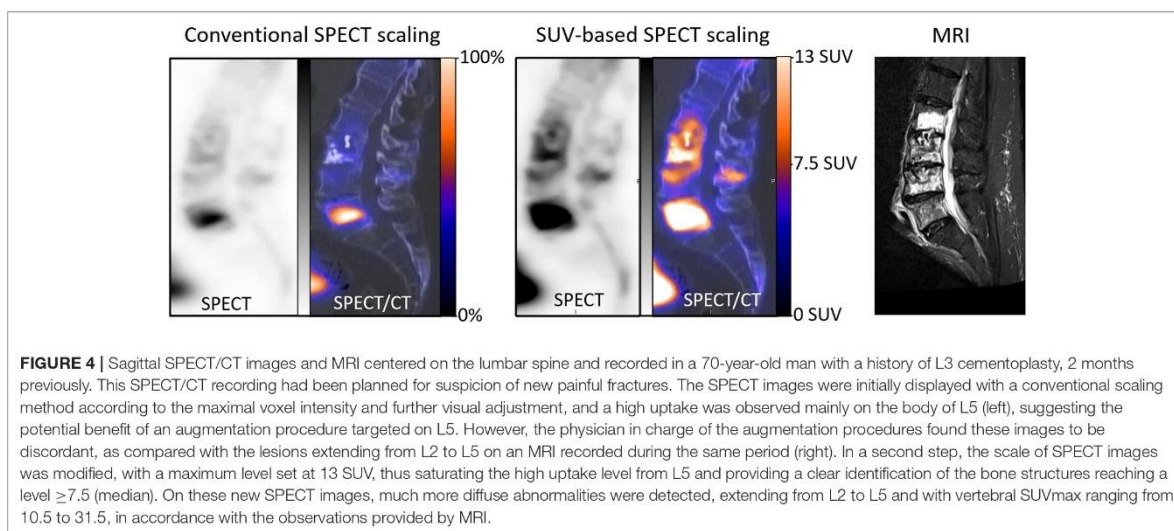 Conventional SPECT scaling
SUV-based SPECT scaling
MRI
100%
0%
SPECT
SPECT/CT
13 SUV
7.5 SUV
0 SUV
SPECT
SPECT/CT
FIGURE 4 | Sagittal SPECT/CT images and MRI centered on the lumbar spine and recorded in a 70-year-old man with a history of L3 cementoplasty, 2 months
previously. This SPECT/CT recording had been planned for suspicion of new painful fractures. The SPECT images were initially displayed with a conventional scaling
method according to the maximal voxel intensity and further visual adjustment, and a high uptake was observed mainly on the body of L5 (left), suggesting the
potential benefit of an augmentation procedure targeted on L5. However, the physician in charge of the augmentation procedures found these images to be
discordant, as compared with the lesions extending from L2 to L5 on an MRI recorded during the same period (right). In a second step, the scale of SPECT images
was modified, with a maximum level set at 13 SUV, thus saturating the high uptake level from L5 and providing a clear identification of the bone structures reaching a
level ≥7.5 (median). On these new SPECT images, much more diffuse abnormalities were detected, extending from L2 to L5 and with vertebral SUVmax ranging from
10.5 to 31.5, in accordance with the observations provided by MRI.